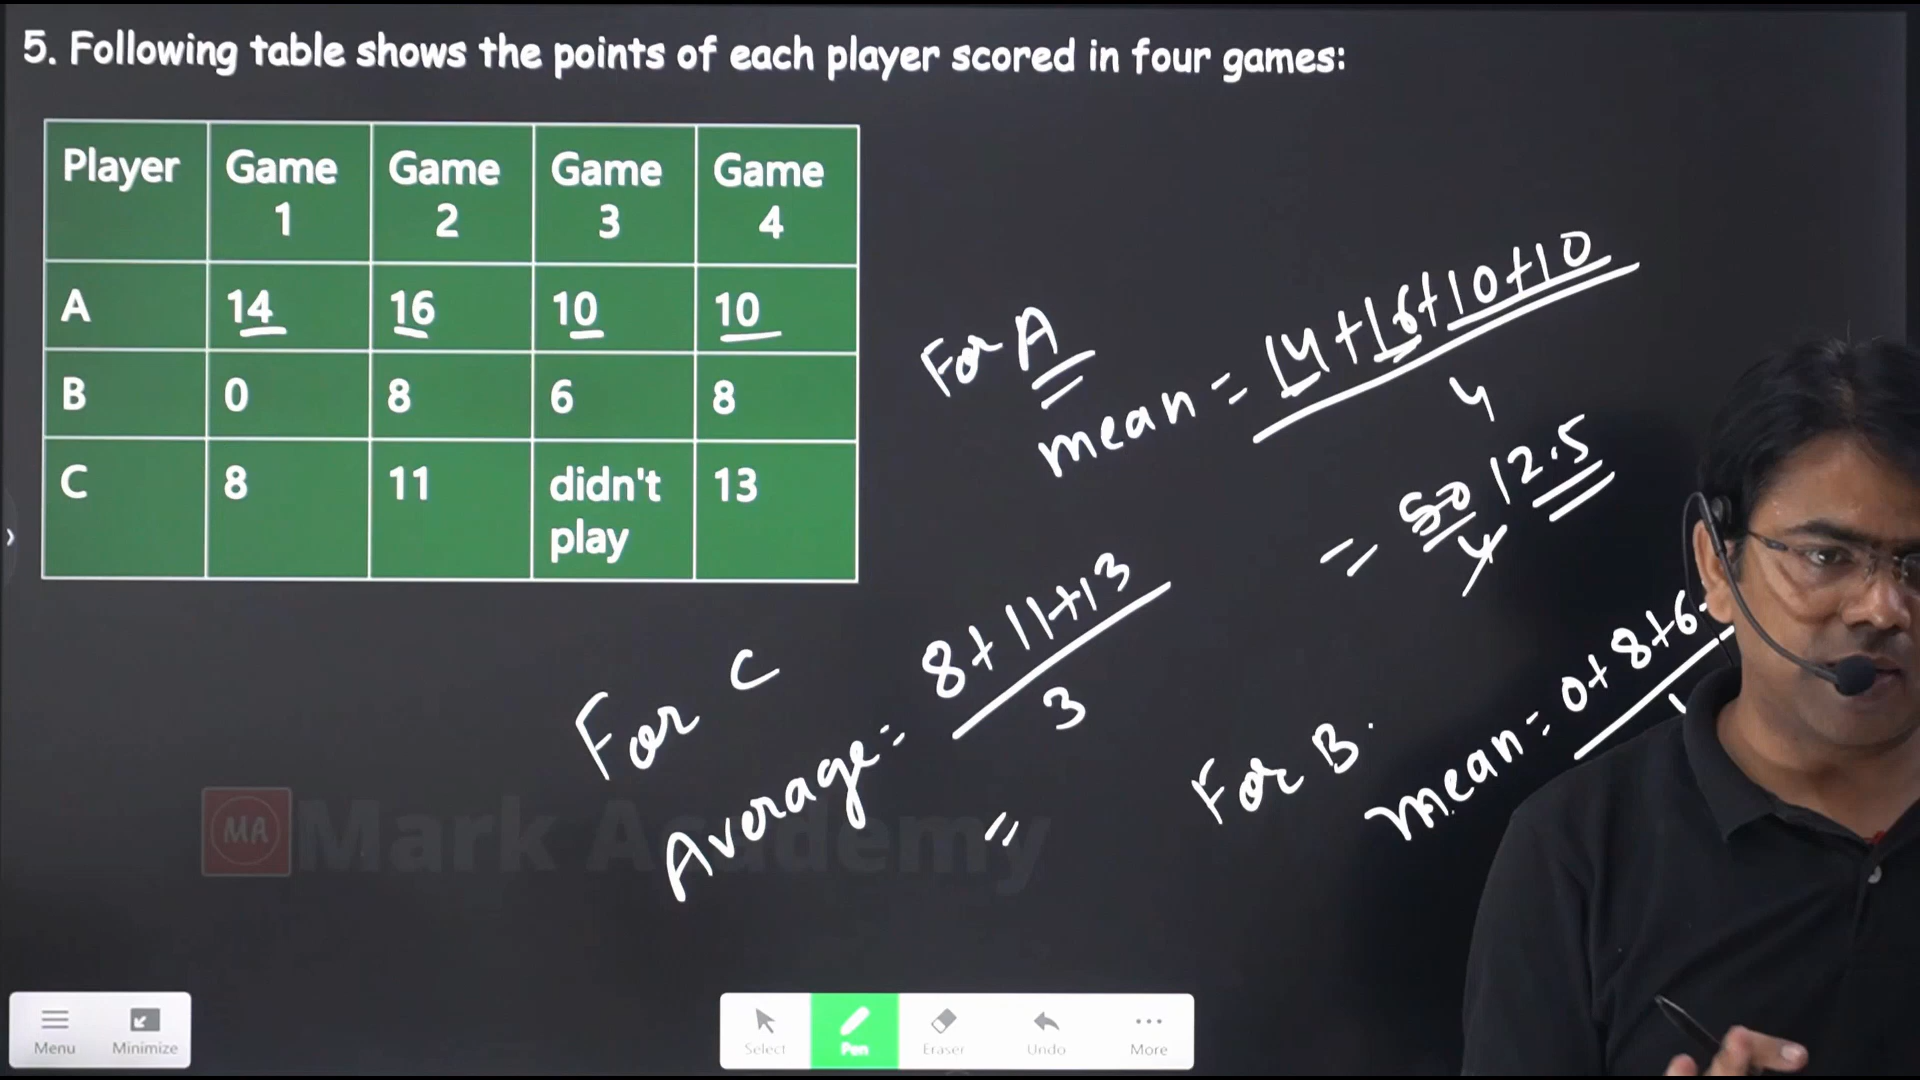 5. Following table shows the points of each player scored in four games:
Player Game 1 Game 2 Game 3 Game 4
A 14 16 10 10
B 0 8 6 8
C 8 11 didn't play 13
For A
mean = 14+16+10+10
4
= 50 12.5
4
For C
Average = 8+11+13
3
=
For B.
mean = 0+8+6
MA Mark Academy
Menu Minimize
Select Pen Eraser Undo More